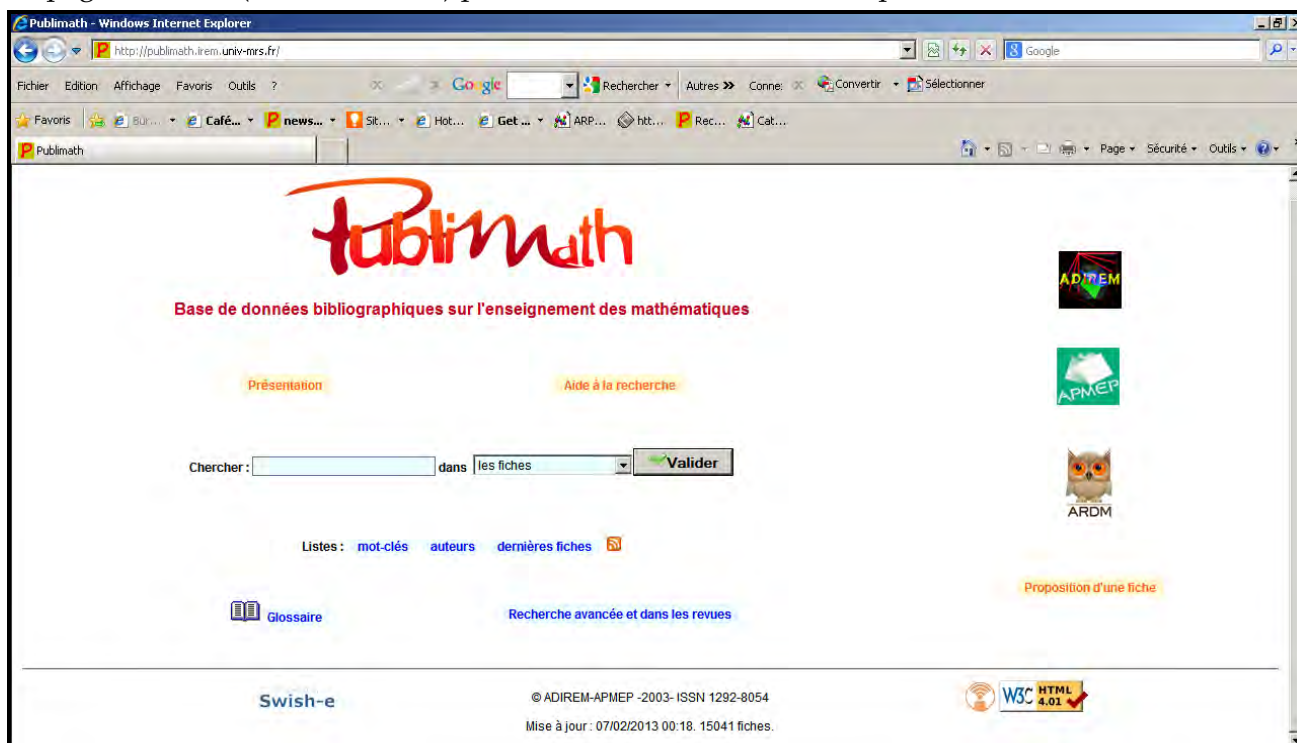 Publimath - Windows Internet Explorer
http://publimath.irem.univ-mrs.fr/
Google
Fichier Edition Affichage Favoris Outils ?
Google Rechercher Autres >> Conne: Convertir Sélectionner
Favoris Bur... Café... news... Sit... Hot... Get ... ARP... htt... Rec... Cat...
Publimath
Page Sécurité Outils
PubliMath
ADIREM
Base de données bibliographiques sur l'enseignement des mathématiques
APMEP
Présentation
Aide à la recherche
Chercher : dans les fiches Valider
ARDM
Listes : mot-clés auteurs dernières fiches
Proposition d'une fiche
Glossaire
Recherche avancée et dans les revues
Swish-e
© ADIREM-APMEP -2003- ISSN 1292-8054
W3C HTML 4.01
Mise à jour : 07/02/2013 00:18. 15041 fiches.